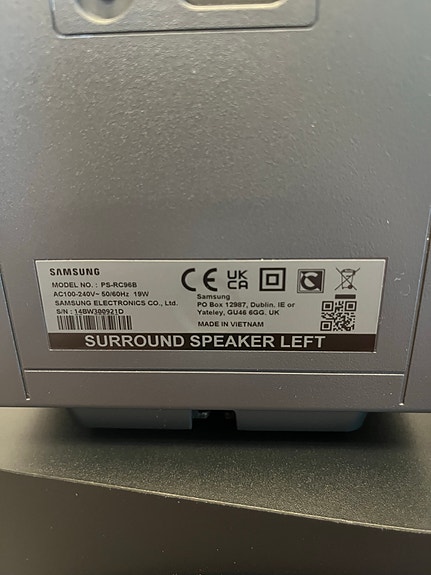 SAMSUNG
MODEL NO. : PS-RC96B
AC100-240V~ 50/60Hz 19W
SAMSUNG ELECTRONICS CO., Ltd.
S/N : 14BW300921D
CE UK CA
Samsung
PO Box 12987, Dublin. IE or
Yateley, GU46 6GG. UK
MADE IN VIETNAM
SURROUND SPEAKER LEFT